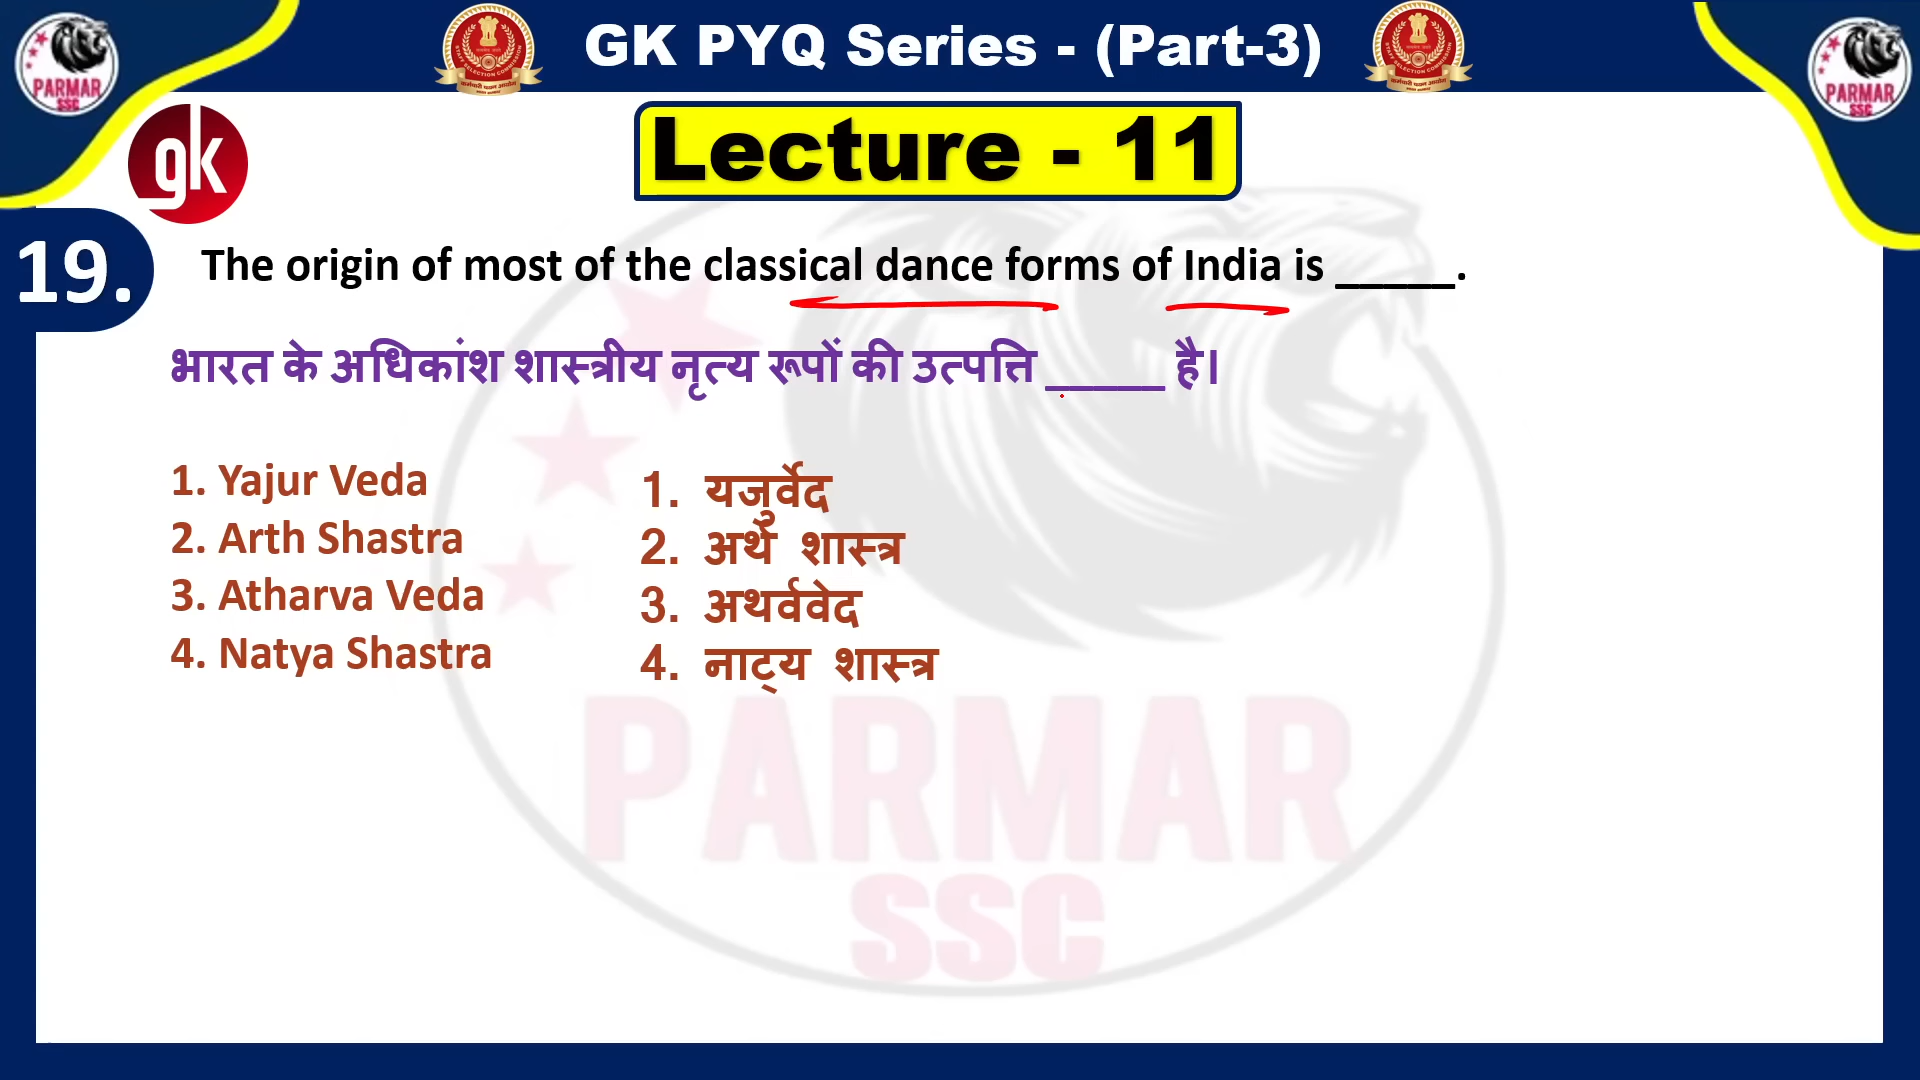 GK PYQ Series - (Part-3)
PARMAR
SSC
PARMAR
SSC
gk
Lecture - 11
19.
The origin of most of the classical dance forms of India is _____.
भारत के अधिकांश शास्त्रीय नृत्य रूपों की उत्पत्ति _____ है।
1. Yajur Veda
2. Arth Shastra
3. Atharva Veda
4. Natya Shastra
1. यजुर्वेद
2. अर्थ शास्त्र
3. अथर्ववेद
4. नाट्य शास्त्र
PARMAR
SSC